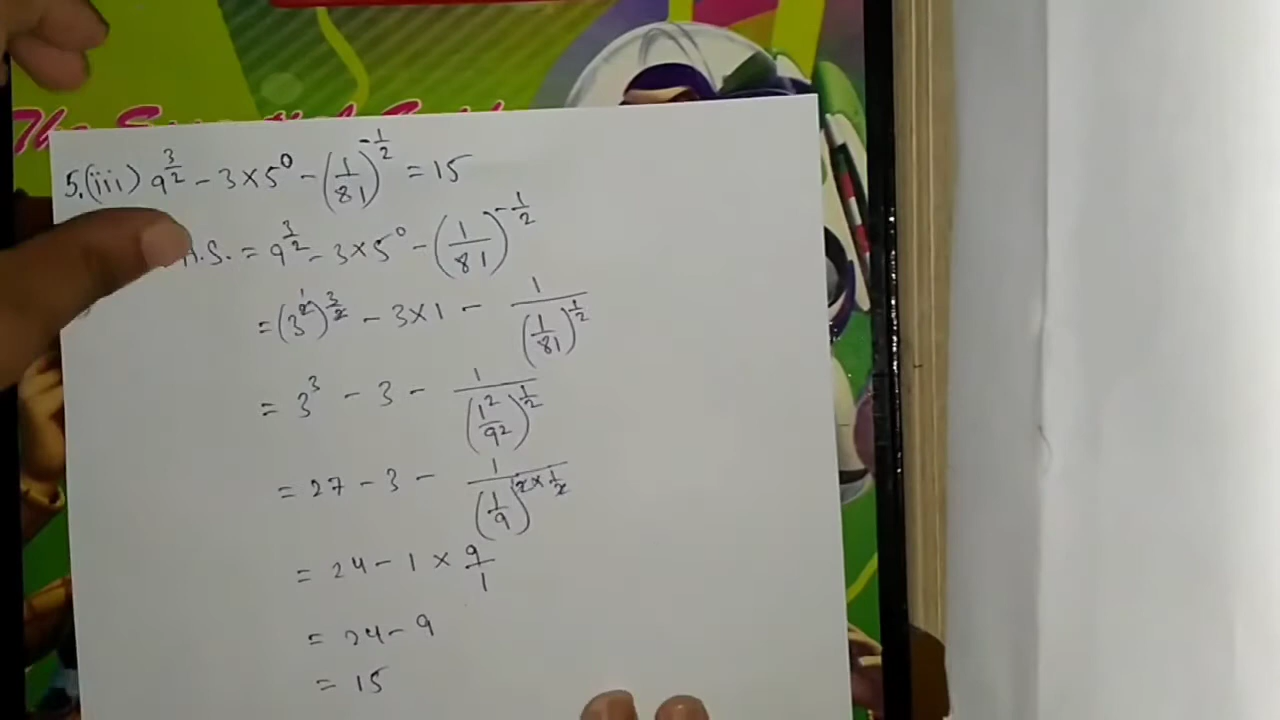 The
5.(iii) 9^(3/2) - 3 × 5^0 - (1/81)^(-1/2) = 15
.S. = 9^(3/2) - 3 × 5^0 - (1/81)^(-1/2)
= (3^2)^(3/2) - 3 × 1 - 1/(1/81)^(1/2)
= 3^3 - 3 - 1/(1^2/9^2)^(1/2)
= 27 - 3 - 1/(1/9)^(2 × 1/2)
= 24 - 1 × 9/1
= 24 - 9
= 15